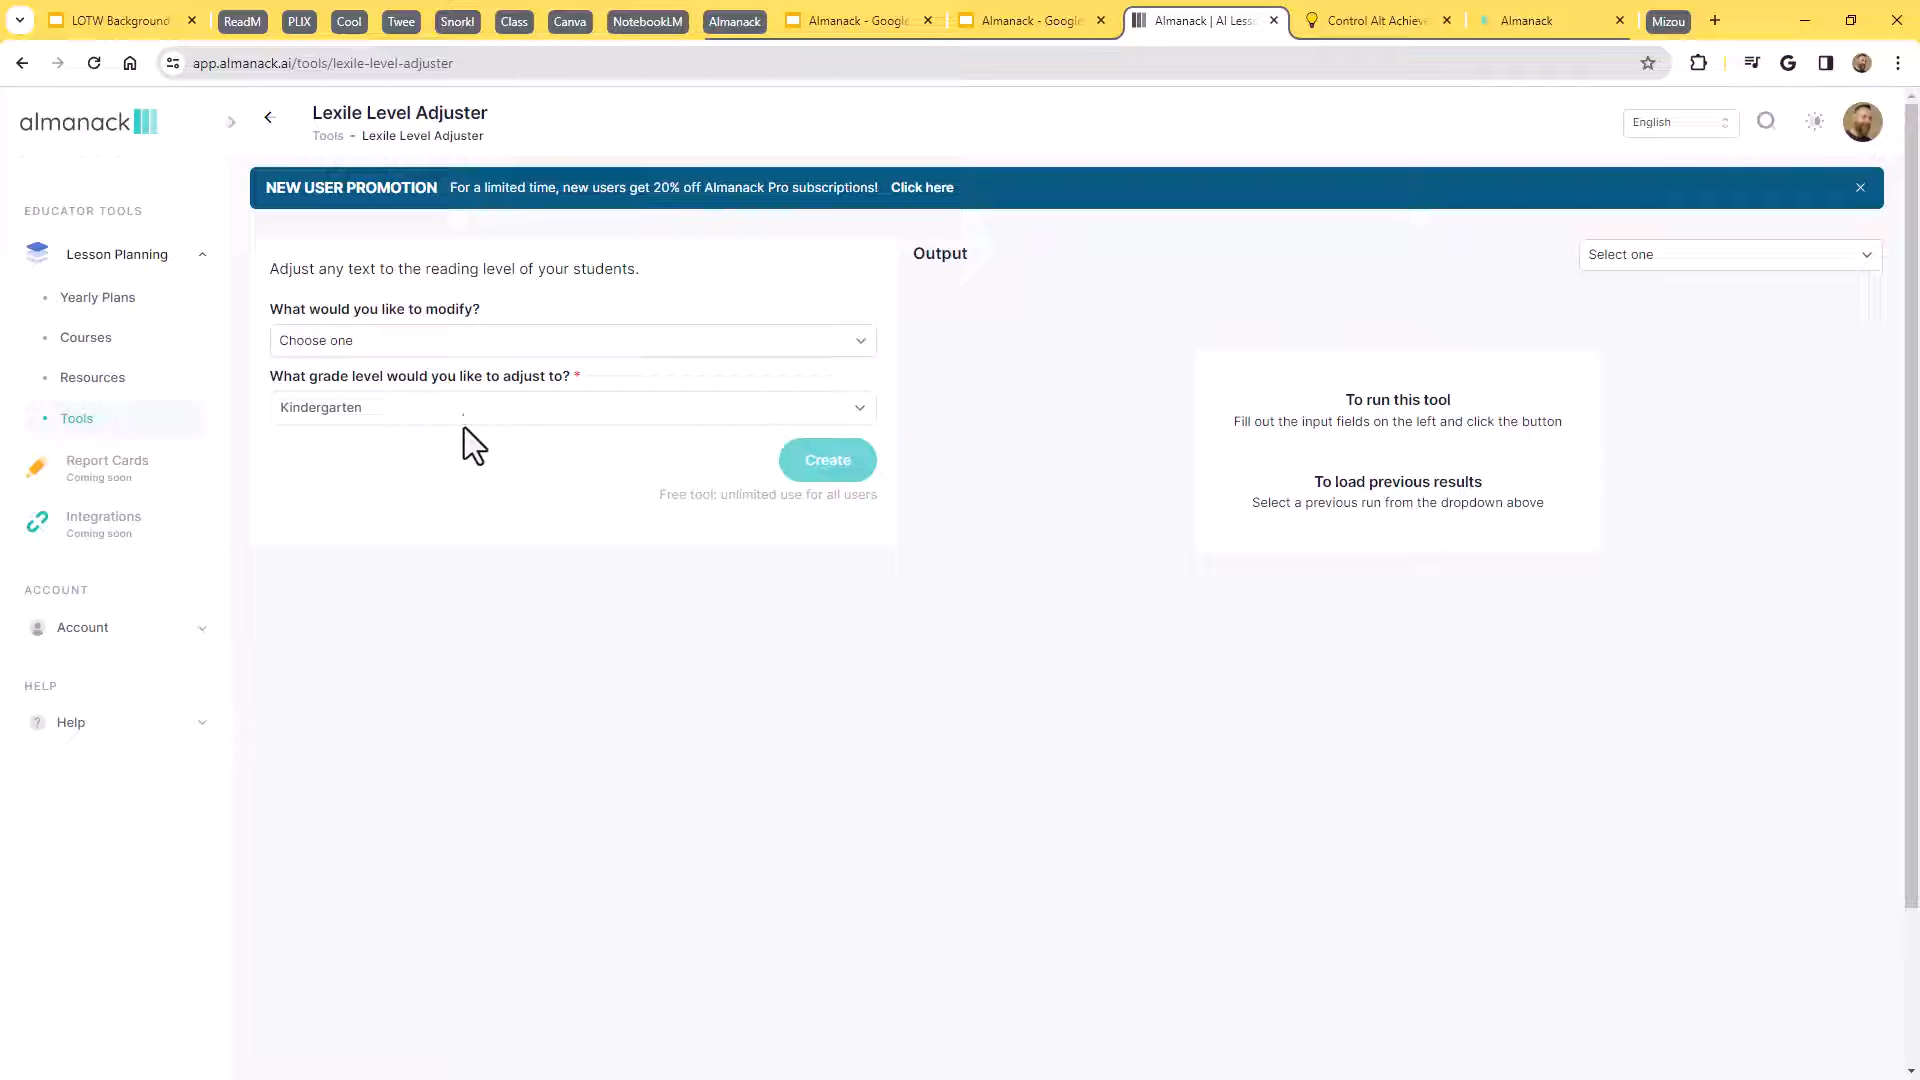 LOTW Background
ReadM
PLIX
Cool
Twee
Snorkl
Class
Canva
NotebookLM
Almanack
Almanack - Google
Almanack - Google
Almanack | AI Less
Control Alt Achieve
Almanack
Mizou
app.almanack.ai/tools/lexile-level-adjuster
almanack
Lexile Level Adjuster
Tools - Lexile Level Adjuster
English
NEW USER PROMOTION For a limited time, new users get 20% off Almanack Pro subscriptions! Click here
EDUCATOR TOOLS
Lesson Planning
Yearly Plans
Courses
Resources
Tools
Report Cards
Coming soon
Integrations
Coming soon
ACCOUNT
Account
HELP
? Help
Adjust any text to the reading level of your students.
What would you like to modify?
Choose one
What grade level would you like to adjust to? *
Kindergarten
Create
Free tool: unlimited use for all users
Output
Select one
To run this tool
Fill out the input fields on the left and click the button
To load previous results
Select a previous run from the dropdown above